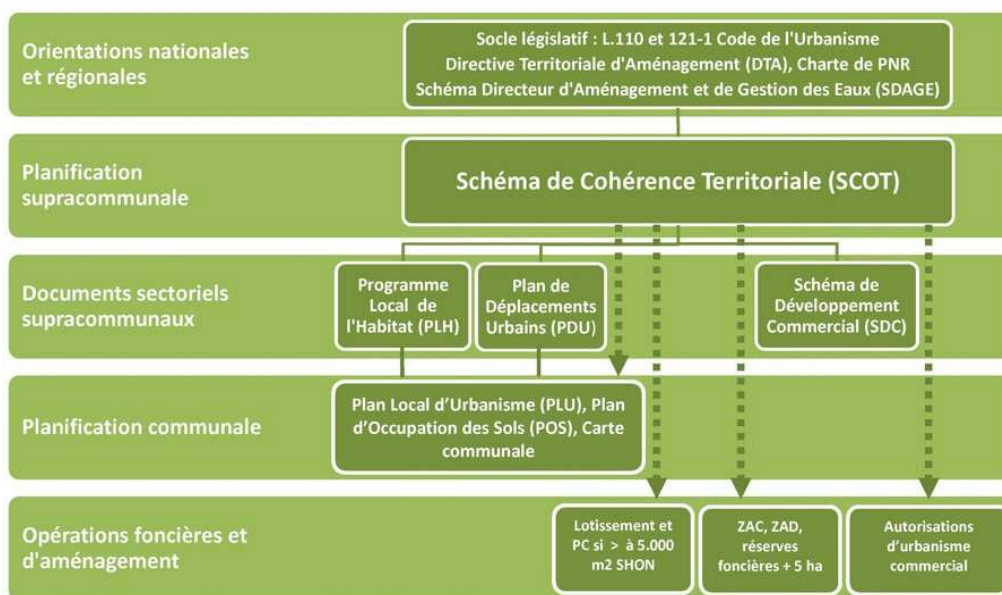 Orientations nationales
et régionales
Socle législatif : L.110 et 121-1 Code de l'Urbanisme
Directive Territoriale d'Aménagement (DTA), Charte de PNR
Schéma Directeur d'Aménagement et de Gestion des Eaux (SDAGE)
Planification
supracommunale
Schéma de Cohérence Territoriale (SCOT)
Documents sectoriels
supracommunaux
Programme
Local de
l'Habitat (PLH)
Plan de
Déplacements
Urbains (PDU)
Schéma de
Développement
Commercial (SDC)
Planification communale
Plan Local d’Urbanisme (PLU), Plan
d’Occupation des Sols (POS), Carte
communale
Opérations foncières et
d'aménagement
Lotissement et
PC si > à 5.000
m2 SHON
ZAC, ZAD,
réserves
foncières + 5 ha
Autorisations
d’urbanisme
commercial